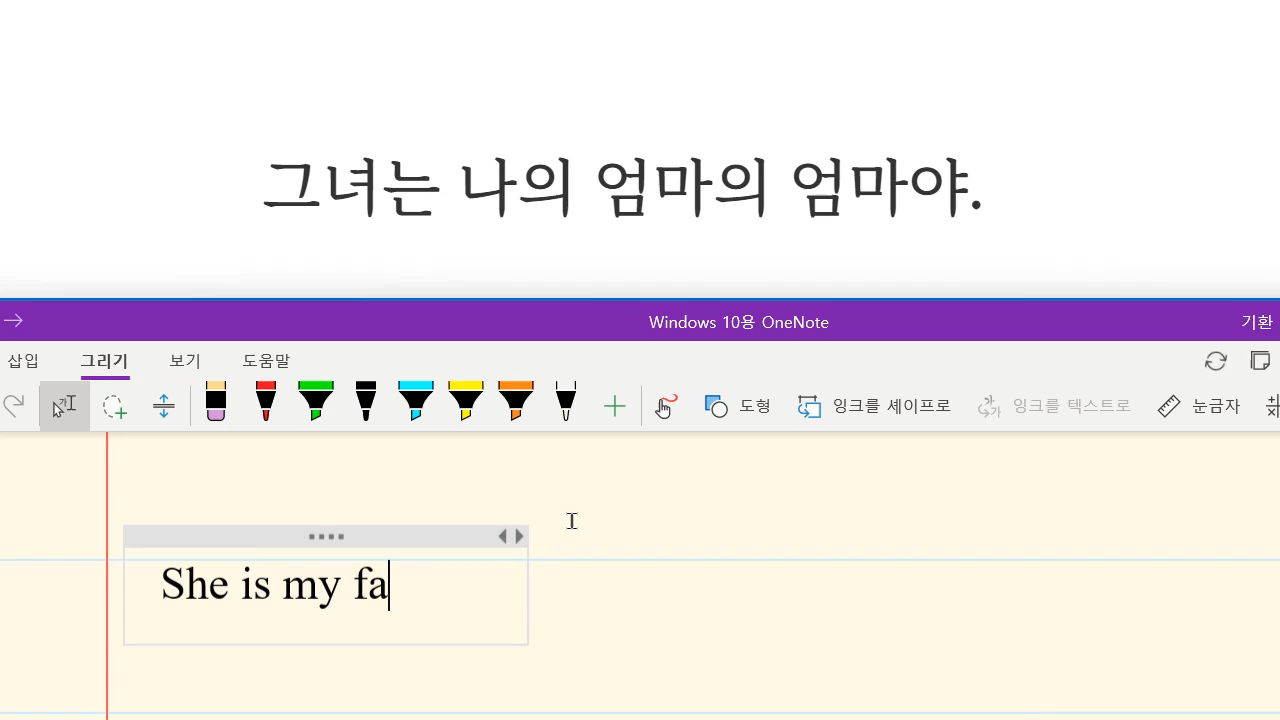 그녀는 나의 엄마의 엄마야.
Windows 10용 OneNote
기환
삽입 그리기 보기 도움말
도형 잉크를 셰이프로 잉크를 텍스트로 눈금자
She is my fa